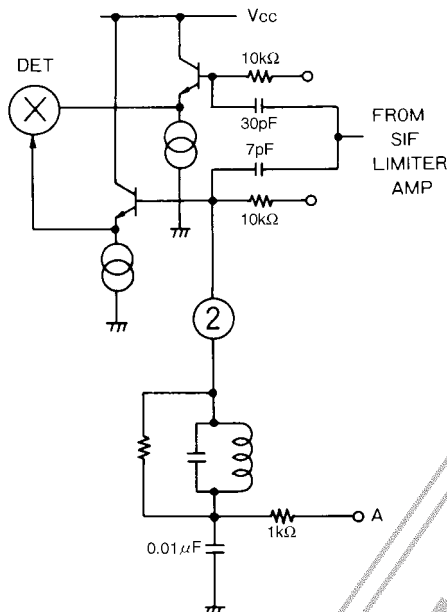 Vcc
DET
10kΩ
30pF
FROM
SIF
LIMITER
AMP
7pF
10kΩ
2
A
1kΩ
0.01μF